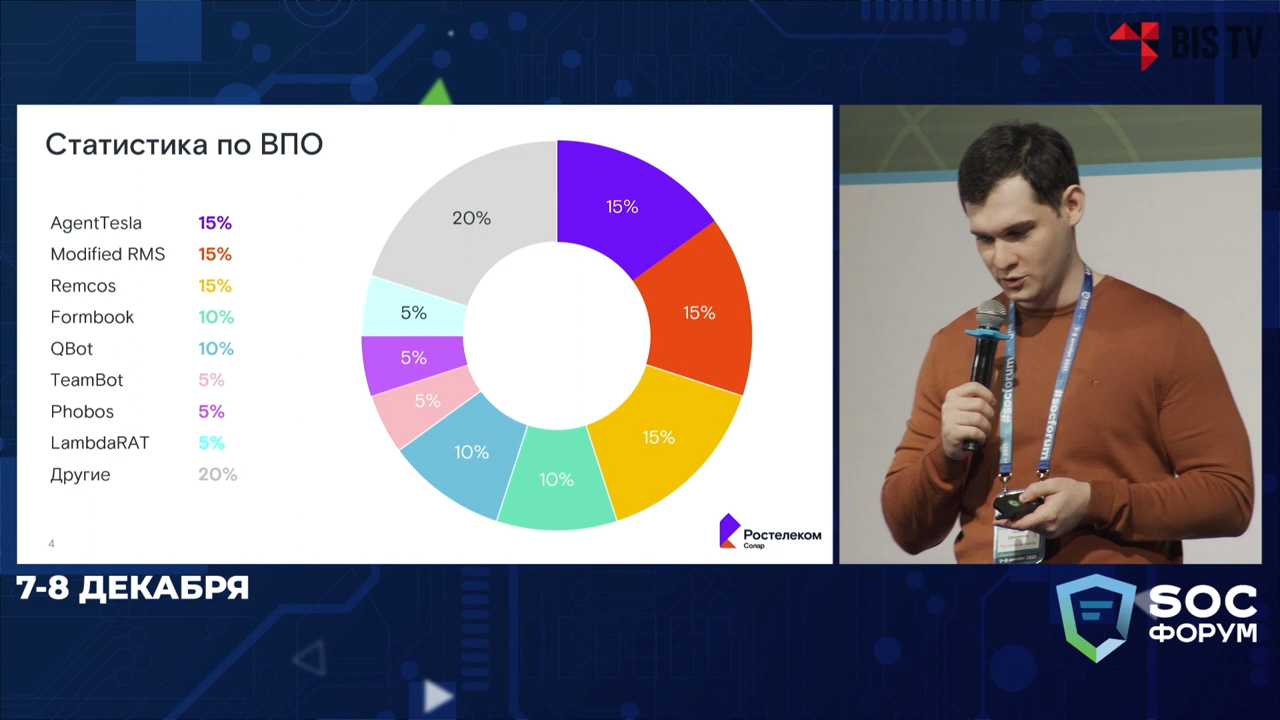 BIS TV
Статистика по ВПО
AgentTesla 15%
Modified RMS 15%
Remcos 15%
Formbook 10%
QBot 10%
TeamBot 5%
Phobos 5%
LambdaRAT 5%
Другие 20%
20%
15%
15%
15%
10%
10%
5%
5%
5%
4
Ростелеком
Солар
#socforum
#socforum
7-8 ДЕКАБРЯ
SOC
ФОРУМ